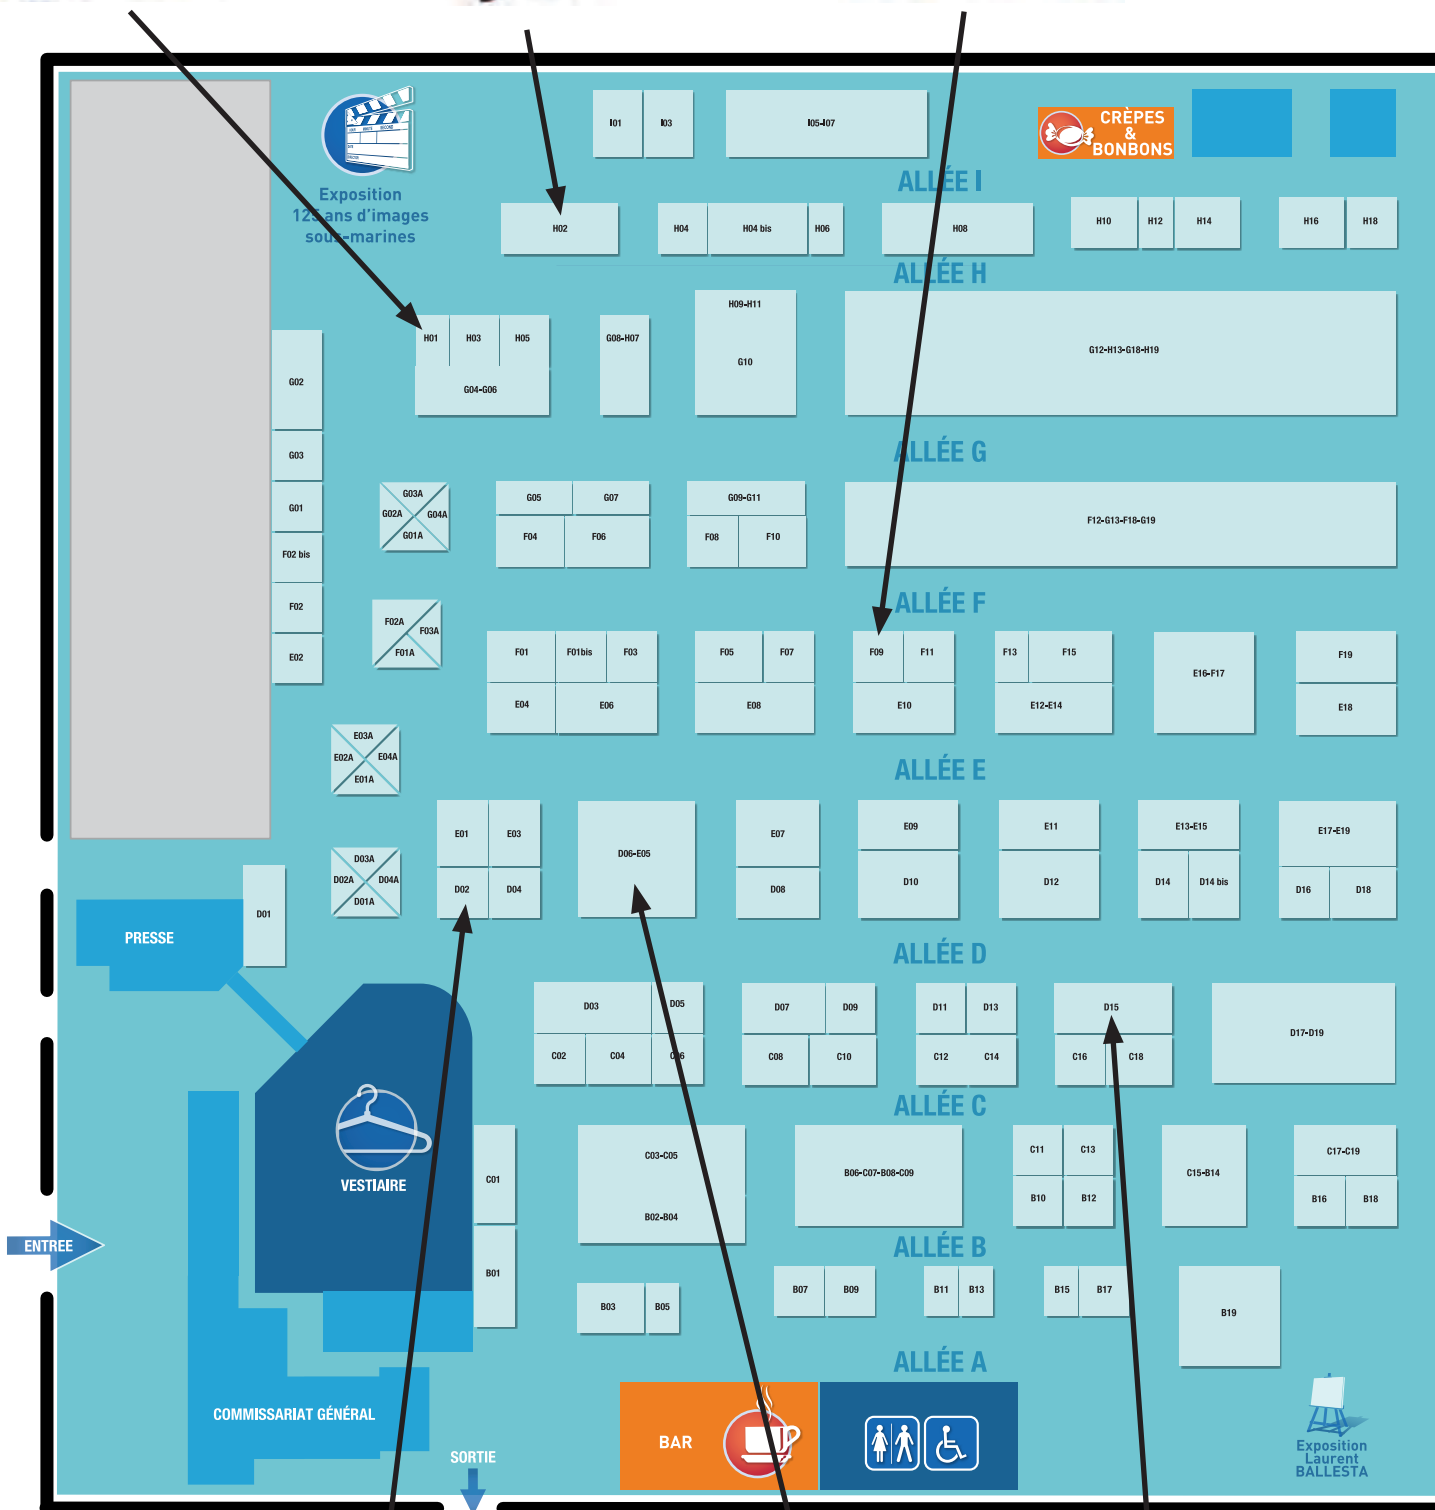 I01
I03
I05-I07
CRÈPES
&
BONBONS
Exposition
125 ans d'images
sous-marines
ALLÉE I
H02
H04
H04 bis
H06
H08
H10
H12
H14
H16
H18
ALLÉE H
H01
H03
H05
G04-G06
G08-H07
H09-H11
G10
G12-H13-G18-H19
G02
G03
G01
F02 bis
F02
E02
ALLÉE G
G03A
G02A
G04A
G01A
G05
G07
F04
F06
G09-G11
F08
F10
F12-G13-F18-G19
ALLÉE F
F02A
F03A
F01A
F01
F01bis
F03
E04
E06
F05
F07
E08
F09
F11
E10
F13
F15
E12-E14
E16-F17
F19
E18
ALLÉE E
E03A
E02A
E04A
E01A
E01
E03
D02
D04
D06-E05
E07
D08
E09
D10
E11
D12
E13-E15
D14
D14 bis
E17-E19
D16
D18
D03A
D02A
D04A
D01A
D01
PRESSE
ALLÉE D
D03
D05
C02
C04
C06
D07
D09
C08
C10
D11
D13
C12
C14
D15
C16
C18
D17-D19
ALLÉE C
VESTIAIRE
C01
B01
C03-C05
B02-B04
B06-C07-B08-C09
C11
C13
B10
B12
C15-B14
C17-C19
B16
B18
ENTREE
ALLÉE B
B03
B05
B07
B09
B11
B13
B15
B17
B19
ALLÉE A
COMMISSARIAT GÉNÉRAL
SORTIE
BAR
Exposition
Laurent
BALLESTA